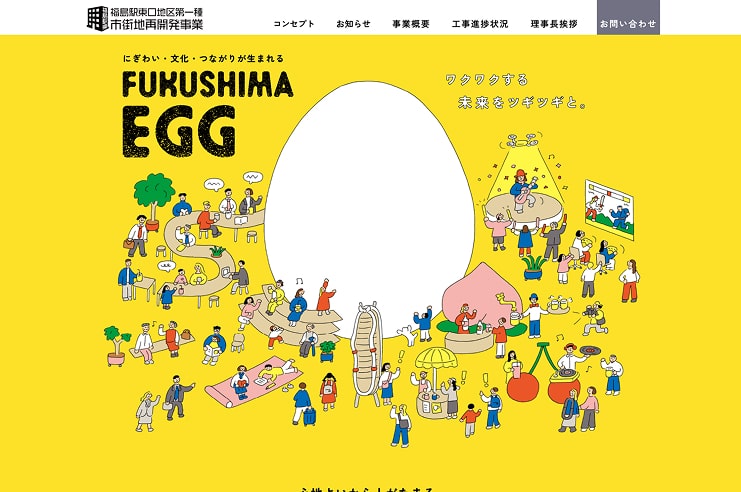 福島駅東口地区第一種
市街地再開発事業
コンセプト
お知らせ
事業概要
工事進捗状況
理事長挨拶
お問い合わせ
にぎわい・文化・つながりが生まれる
FUKUSHIMA
EGG
ワクワクする
未来をツギツギと。